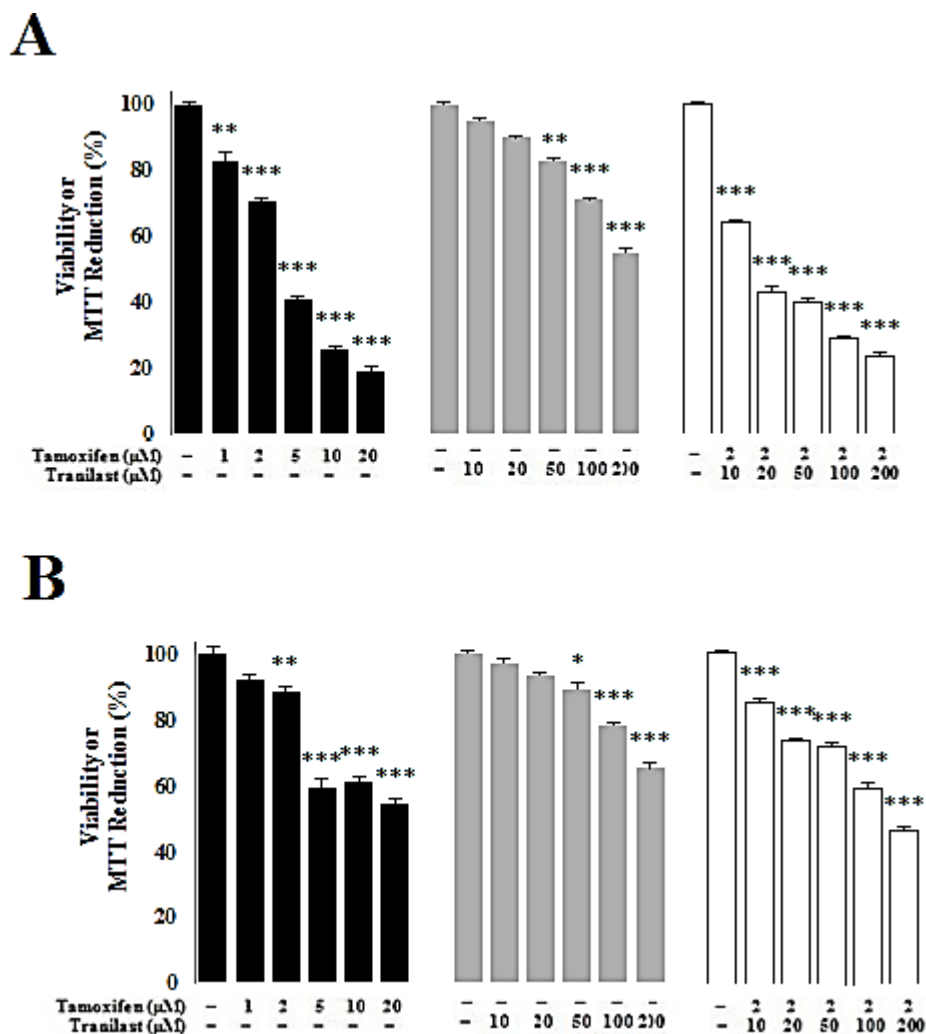 A
Viability or
MTT Reduction (%)
100
80
60
40
20
0
** *** *** *** ***
** *** ***
*** *** *** *** ***
Tamoxifen (μM) – 1 2 5 10 20 – – – – – – – 2 2 2 2 2
Tranilast (μM) – – – – – – – 10 20 50 100 200 – 10 20 50 100 200
B
Viability or
MTT Reduction (%)
100
80
60
40
20
0
** *** *** ***
* *** ***
*** *** *** *** ***
Tamoxifen (μM) – 1 2 5 10 20 – – – – – – – 2 2 2 2 2
Tranilast (μM) – – – – – – – 10 20 50 100 200 – 10 20 50 100 200